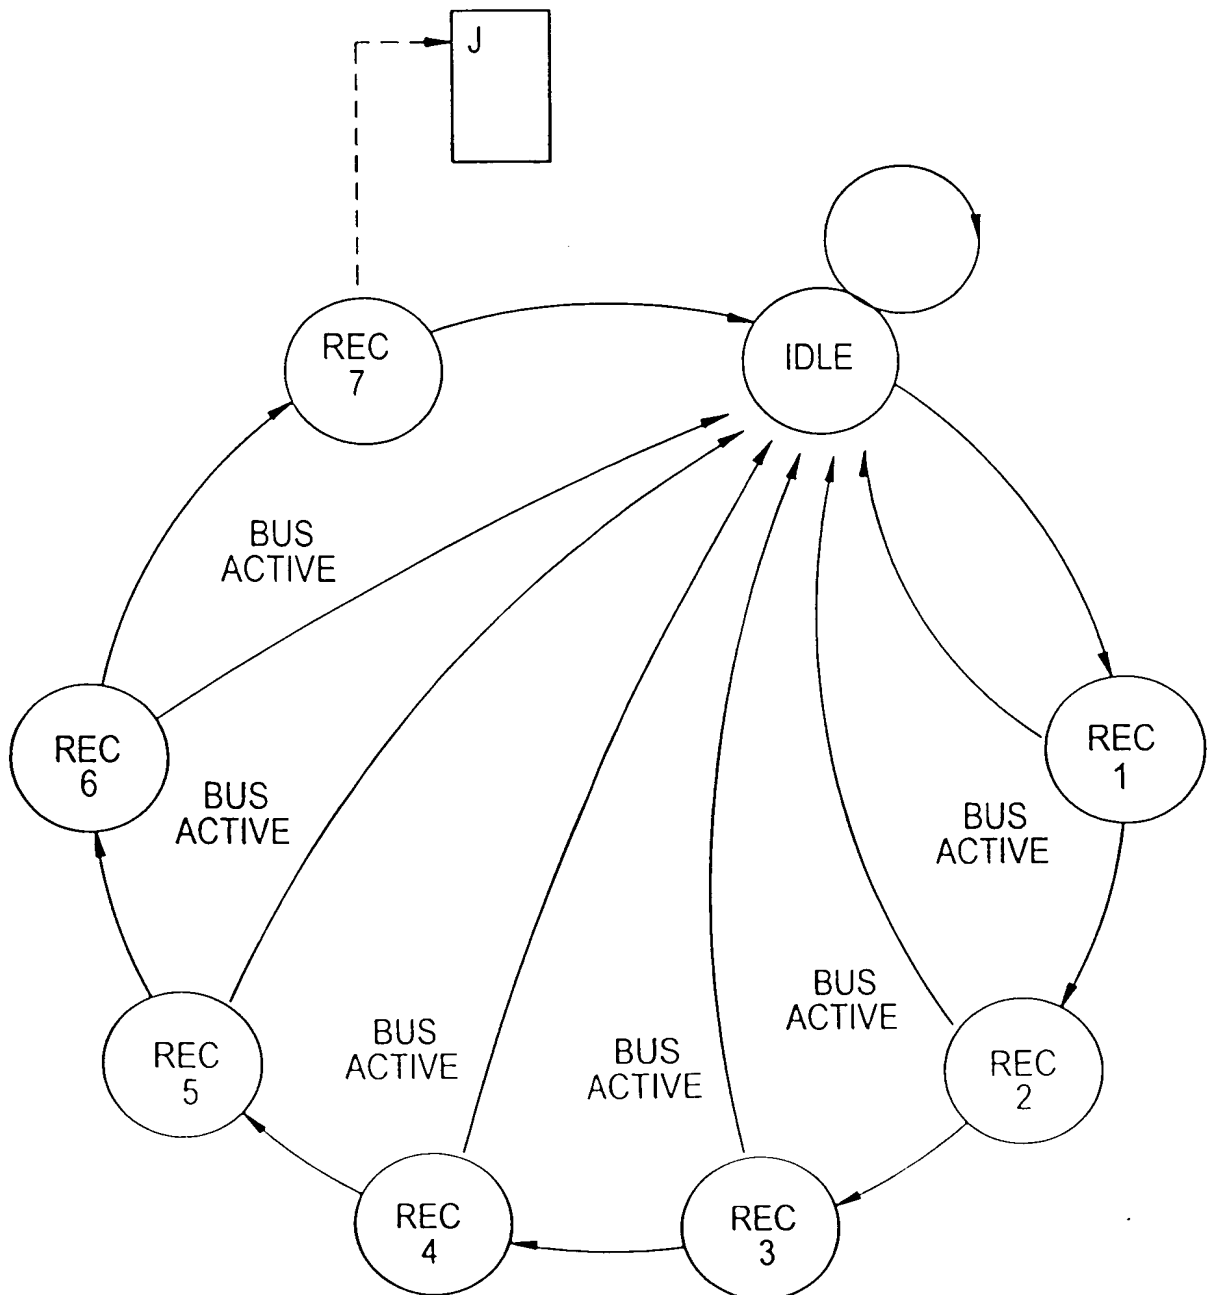 J
REC
7
IDLE
BUS
ACTIVE
REC
6
REC
1
BUS
ACTIVE
BUS
ACTIVE
BUS
ACTIVE
BUS
ACTIVE
BUS
ACTIVE
REC
5
REC
2
REC
4
REC
3